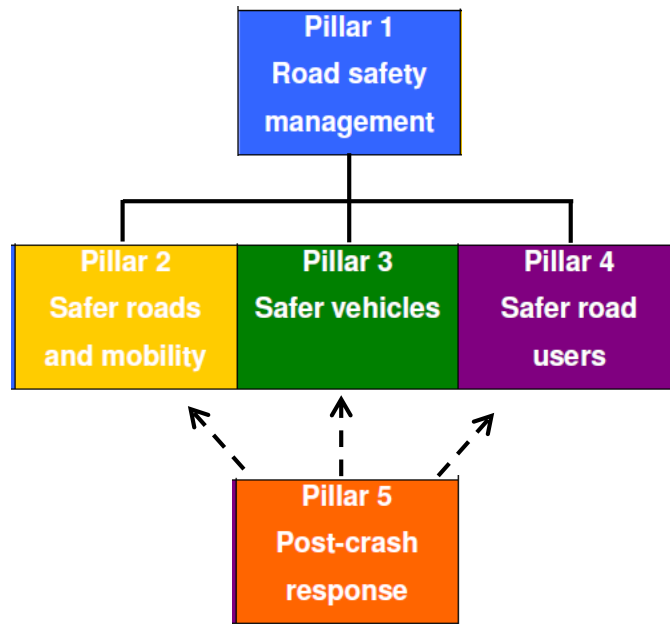 Pillar 1
Road safety
management
Pillar 2
Safer roads
and mobility
Pillar 3
Safer vehicles
Pillar 4
Safer road
users
Pillar 5
Post-crash
response